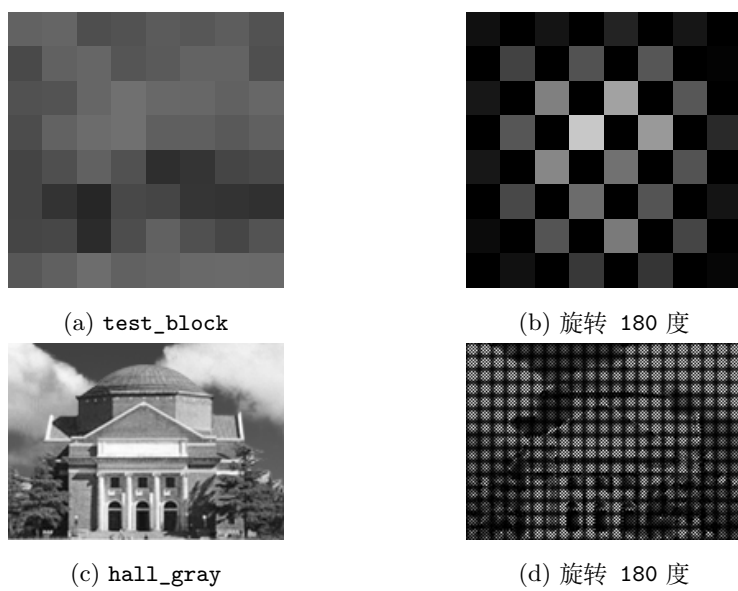 (a) test_block
(b) 旋转 180 度
(c) hall_gray
(d) 旋转 180 度